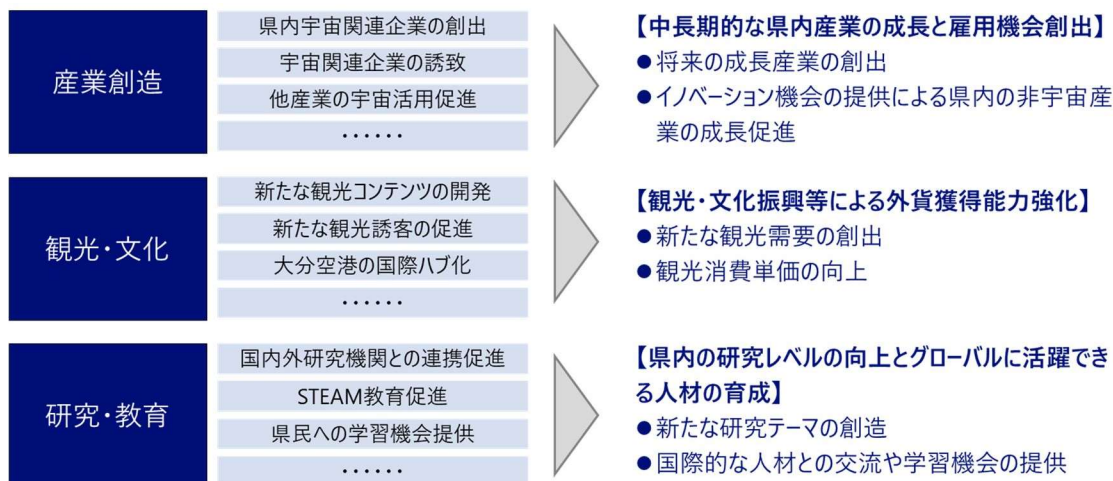 産業創造
県内宇宙関連企業の創出
宇宙関連企業の誘致
他産業の宇宙活用促進
・・・・・・
【中長期的な県内産業の成長と雇用機会創出】
●将来の成長産業の創出
●イノベーション機会の提供による県内の非宇宙産
業の成長促進
観光・文化
新たな観光コンテンツの開発
新たな観光誘客の促進
大分空港の国際ハブ化
・・・・・・
【観光・文化振興等による外貨獲得能力強化】
●新たな観光需要の創出
●観光消費単価の向上
研究・教育
国内外研究機関との連携促進
STEAM教育促進
県民への学習機会提供
・・・・・・
【県内の研究レベルの向上とグローバルに活躍でき
る人材の育成】
●新たな研究テーマの創造
●国際的な人材との交流や学習機会の提供